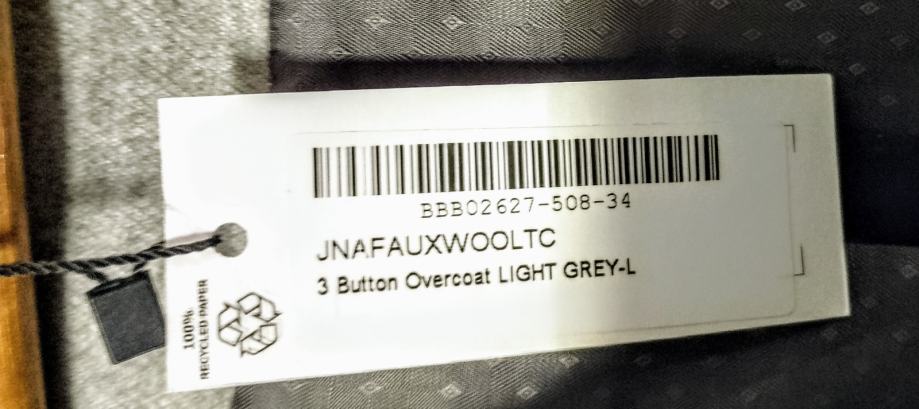 BBB02627-508-34
JNAFAUXWOOLTC
3 Button Overcoat LIGHT GREY-L
100%
RECYCLED PAPER